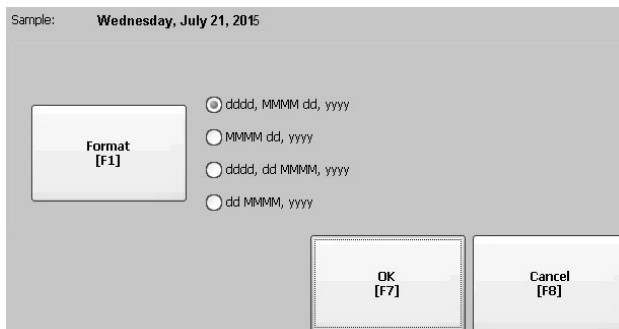 Sample: Wednesday, July 21, 2015
dddd, MMMM dd, yyyy
MMMM dd, yyyy
Format
[F1]
dddd, dd MMMM, yyyy
dd MMMM, yyyy
OK
[F7]
Cancel
[F8]